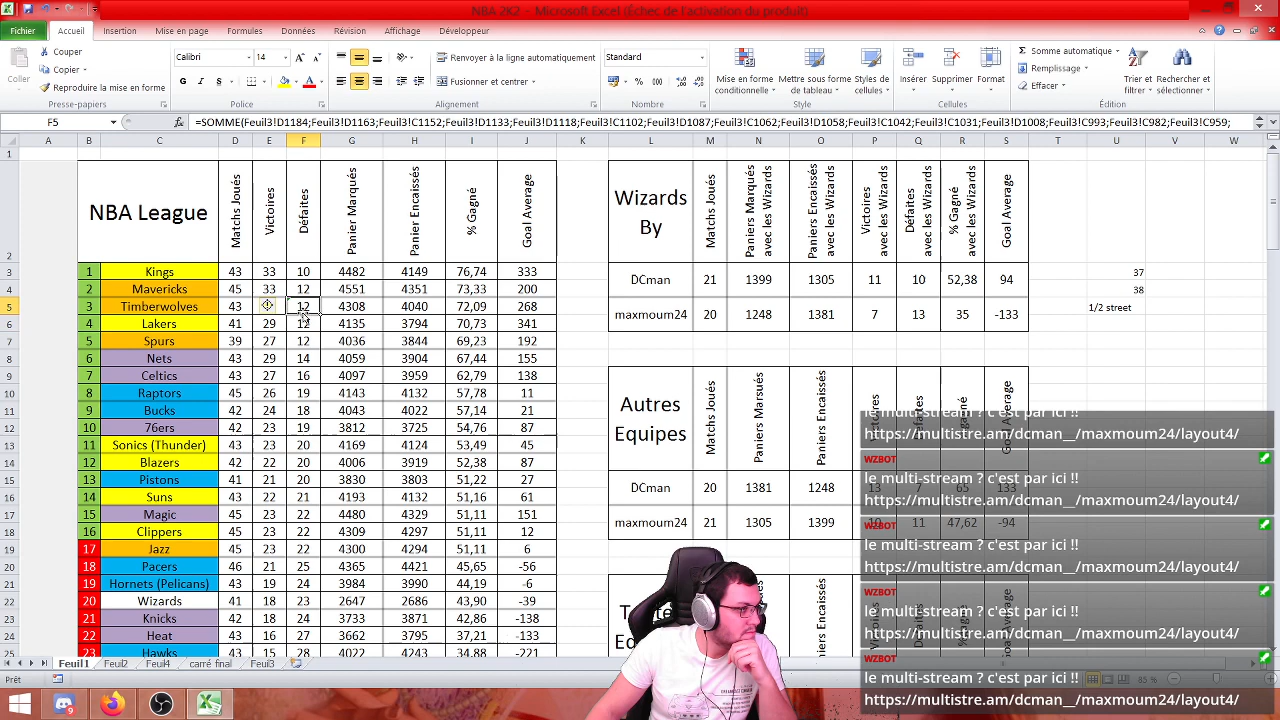 NBA 2K2 - Microsoft Excel (Échec de l'activation du produit)
Fichier Accueil Insertion Mise en page Formules Données Révision Affichage Développeur
Coller Couper Calibri 14 Renvoyer à la ligne automatiquement Standard Mise en forme conditionnelle Mettre sous forme de tableau Styles de cellules Insérer Supprimer Format Somme automatique Trier et filtrer Rechercher et sélectionner
Copier Remplissage
Reproduire la mise en forme G I S Fusionner et centrer Effacer
Presse-papiers Police Alignement Nombre Style Cellules Édition
F5 fx =SOMME(Feuil3!D1184;Feuil3!D1163;Feuil3!C1152;Feuil3!D1133;Feuil3!D1118;Feuil3!C1102;Feuil3!D1087;Feuil3!C1062;Feuil3!D1058;Feuil3!C1042;Feuil3!C1031;Feuil3!D1008;Feuil3!C993;Feuil3!C982;Feuil3!C959;
A B C D E F G H I J K L M N O P Q R S T U V W
NBA League Matchs Joués Victoires Défaites Panier Marqués Panier Encaissés % Gagné Goal Average
1 Kings 43 33 10 4482 4149 76,74 333
2 Mavericks 45 33 12 4551 4351 73,33 200
3 Timberwolves 43 12 4308 4040 72,09 268
4 Lakers 41 29 12 4135 3794 70,73 341
5 Spurs 39 27 12 4036 3844 69,23 192
6 Nets 43 29 14 4059 3904 67,44 155
7 Celtics 43 27 16 4097 3959 62,79 138
8 Raptors 45 26 19 4143 4132 57,78 11
9 Bucks 42 24 18 4043 4022 57,14 21
10 76ers 42 23 19 3812 3725 54,76 87
11 Sonics (Thunder) 43 23 20 4169 4124 53,49 45
12 Blazers 42 22 20 4006 3919 52,38 87
13 Pistons 41 21 20 3830 3803 51,22 27
14 Suns 43 22 21 4193 4132 51,16 61
15 Magic 45 23 22 4480 4329 51,11 151
16 Clippers 45 23 22 4309 4297 51,11 12
17 Jazz 45 23 22 4300 4294 51,11 6
18 Pacers 46 21 25 4365 4421 45,65 -56
19 Hornets (Pelicans) 43 19 24 3984 3990 44,19 -6
20 Wizards 41 18 23 2647 2686 43,90 -39
21 Knicks 42 18 24 3733 3871 42,86 -138
22 Heat 43 16 27 3662 3795 37,21 -133
23 Hawks 43 15 28 4022 4243 34,88 -221
Wizards By Matchs Joués Paniers Marqué avec les Wizards Paniers Encaissés avec les Wizards Victoires avec les Wizards Défaites avec les Wizards % Gagné avec les Wizards Goal Average
DCman 21 1399 1305 11 10 52,38 94
maxmoum24 20 1248 1381 7 13 35 -133
37
38
1/2 street
Autres Equipes Matchs Joués Paniers Marsués Paniers Encaissés Goal Average
DCman 20 1381 1248 13 7 65 133
maxmoum24 21 1305 1399 10 11 47,62 -94
le multi-stream ? c'est par ici !!
https://multistre.am/dcman__/maxmoum24/layout4/
WZBOT
le multi-stream ? c'est par ici !!
https://multistre.am/dcman__/maxmoum24/layout4/
WZBOT
le multi-stream ? c'est par ici !!
https://multistre.am/dcman__/maxmoum24/layout4/
WZBOT
le multi-stream ? c'est par ici !!
https://multistre.am/dcman__/maxmoum24/layout4/
WZBOT
le multi-stream ? c'est par ici !!
https://multistre.am/dcman__/maxmoum24/layout4/
Feuil1 Feuil2 Feuil4 carré final Feuil3
Prêt 85 %